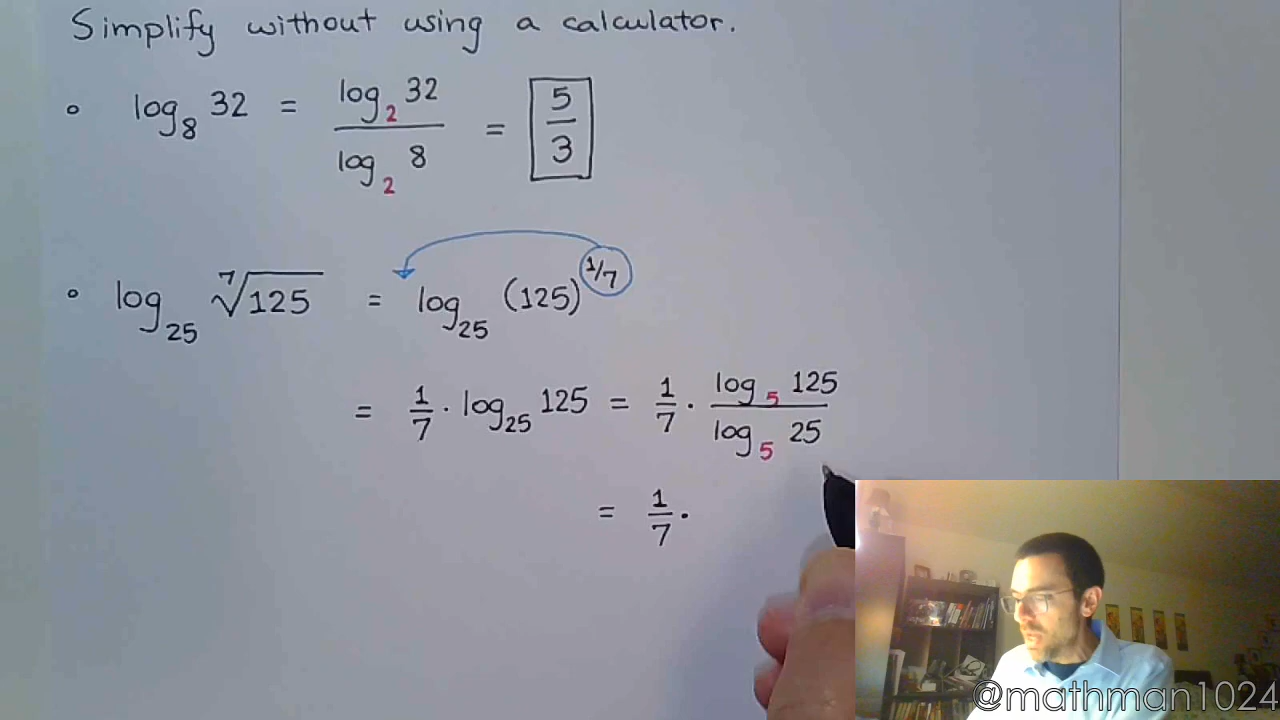 Simplify without using a calculator.
∘ log₈ 32 = log₂ 32 / log₂ 8 = 5/3
∘ log₂₅ ⁷√125 = log₂₅ (125)^1/7
= 1/7 · log₂₅ 125 = 1/7 · log₅ 125 / log₅ 25
= 1/7 ·
@mathman1024